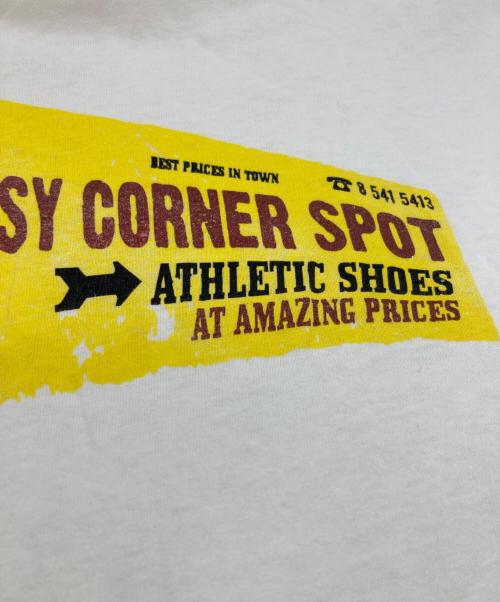 BEST PRICES IN TOWN
☎ 8 541 5413
SY CORNER SPOT
ATHLETIC SHOES
AT AMAZING PRICES